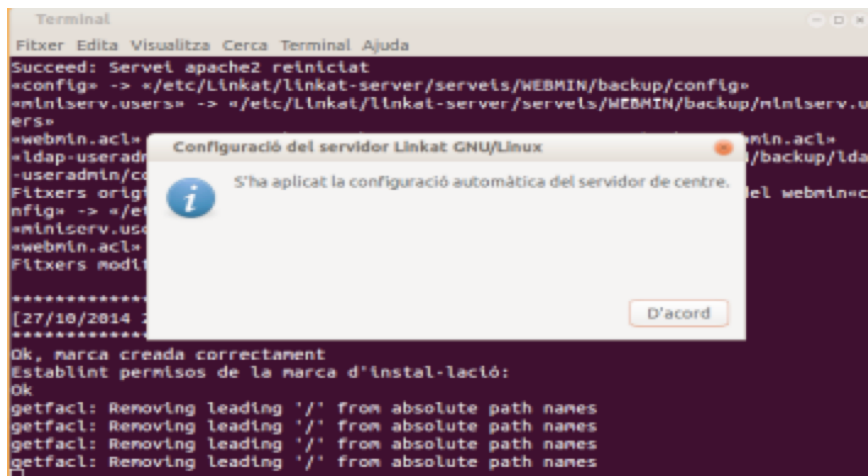 Terminal
Fitxer Edita Visualitza Cerca Terminal Ajuda
Succeed: Servei apache2 reiniciat
«config» -> «/etc/Linkat/linkat-server/serveis/WEBMIN/backup/config»
«miniserv.users» -> «/etc/Linkat/linkat-server/serveis/WEBMIN/backup/miniserv.us
ers»
«webmin.acl» min.acl»
«ldap-useradm /backup/lda
-useradmin/co
Fitxers orig el webmin«c
nfig» -> «/et
«miniserv.use
«webmin.acl»
Fitxers modi
Configuració del servidor Linkat GNU/Linux
S'ha aplicat la configuració automàtica del servidor de centre.
D'acord
*************
[27/10/2014
*************
Ok, marca creada correctament
Establint permisos de la marca d'instal·lació:
Ok
getfacl: Removing leading '/' from absolute path names
getfacl: Removing leading '/' from absolute path names
getfacl: Removing leading '/' from absolute path names
getfacl: Removing leading '/' from absolute path names